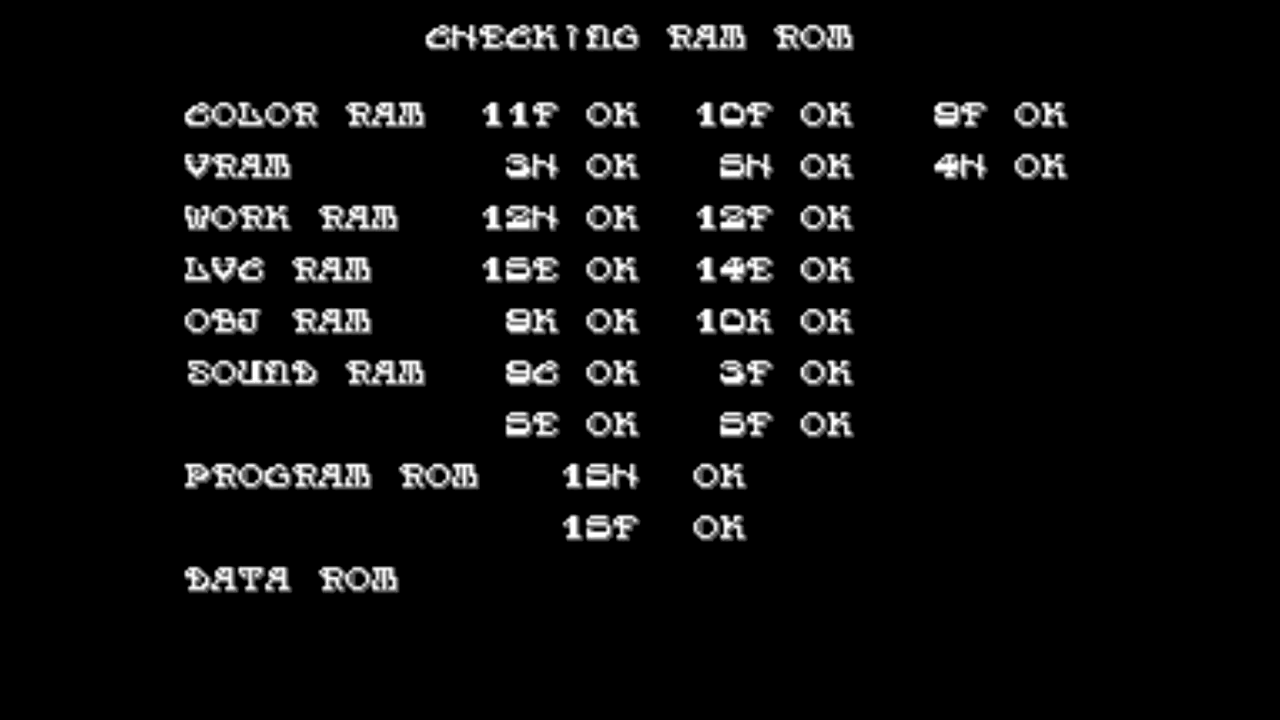 CHECKING RAM ROM
COLOR RAM 11F OK 10F OK 9F OK
VRAM 3H OK 5H OK 4H OK
WORK RAM 12H OK 12F OK
LVC RAM 15E OK 14E OK
OBJ RAM 9K OK 10K OK
SOUND RAM 9C OK 3F OK
5E OK 5F OK
PROGRAM ROM 15H OK
15F OK
DATA ROM